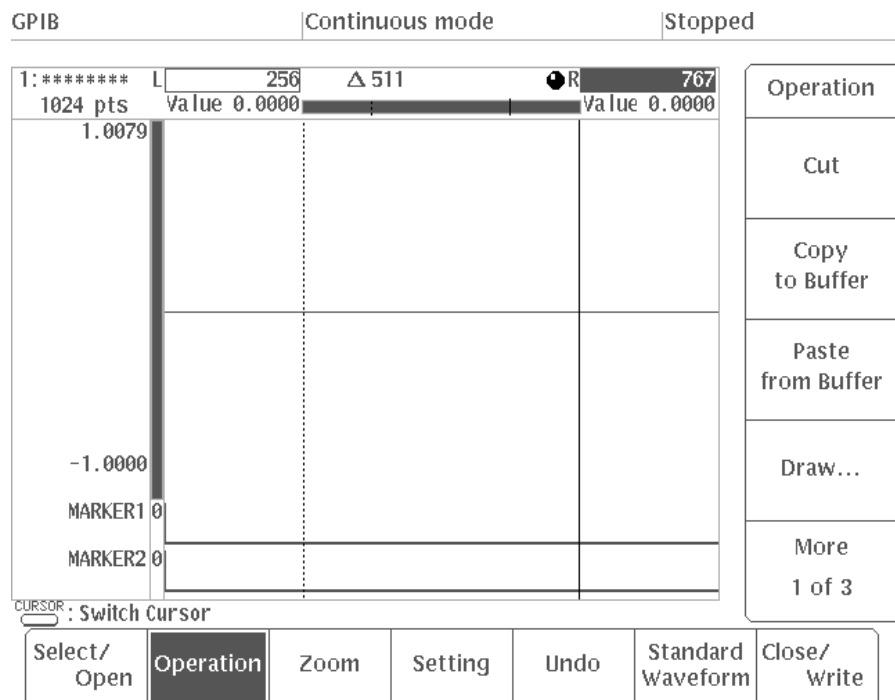 GPIB Continuous mode Stopped
1:******** L 256 Δ 511 R 767
1024 pts Value 0.0000 Value 0.0000
1.0079
-1.0000
MARKER1 0
MARKER2 0
CURSOR : Switch Cursor
Operation
Cut
Copy
to Buffer
Paste
from Buffer
Draw...
More
1 of 3
Select/
Open
Operation
Zoom
Setting
Undo
Standard
Waveform
Close/
Write